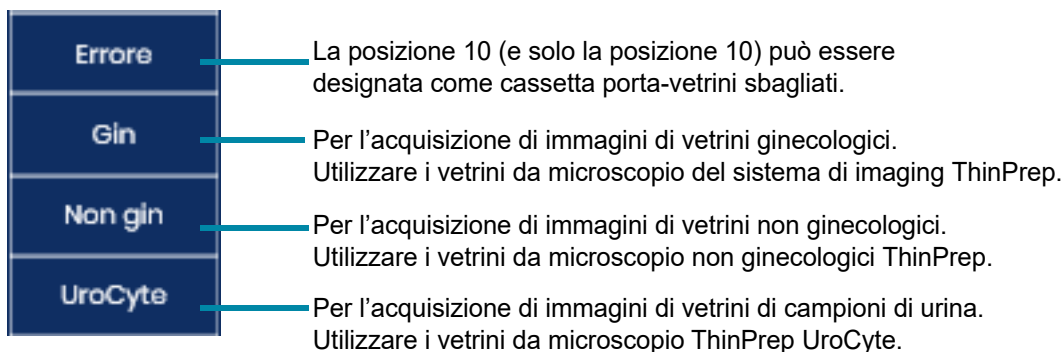 Errore
La posizione 10 (e solo la posizione 10) può essere
designata come cassetta porta-vetrini sbagliati.
Gin
Per l’acquisizione di immagini di vetrini ginecologici.
Utilizzare i vetrini da microscopio del sistema di imaging ThinPrep.
Non gin
Per l’acquisizione di immagini di vetrini non ginecologici.
Utilizzare i vetrini da microscopio non ginecologici ThinPrep.
UroCyte
Per l’acquisizione di immagini di vetrini di campioni di urina.
Utilizzare i vetrini da microscopio ThinPrep UroCyte.